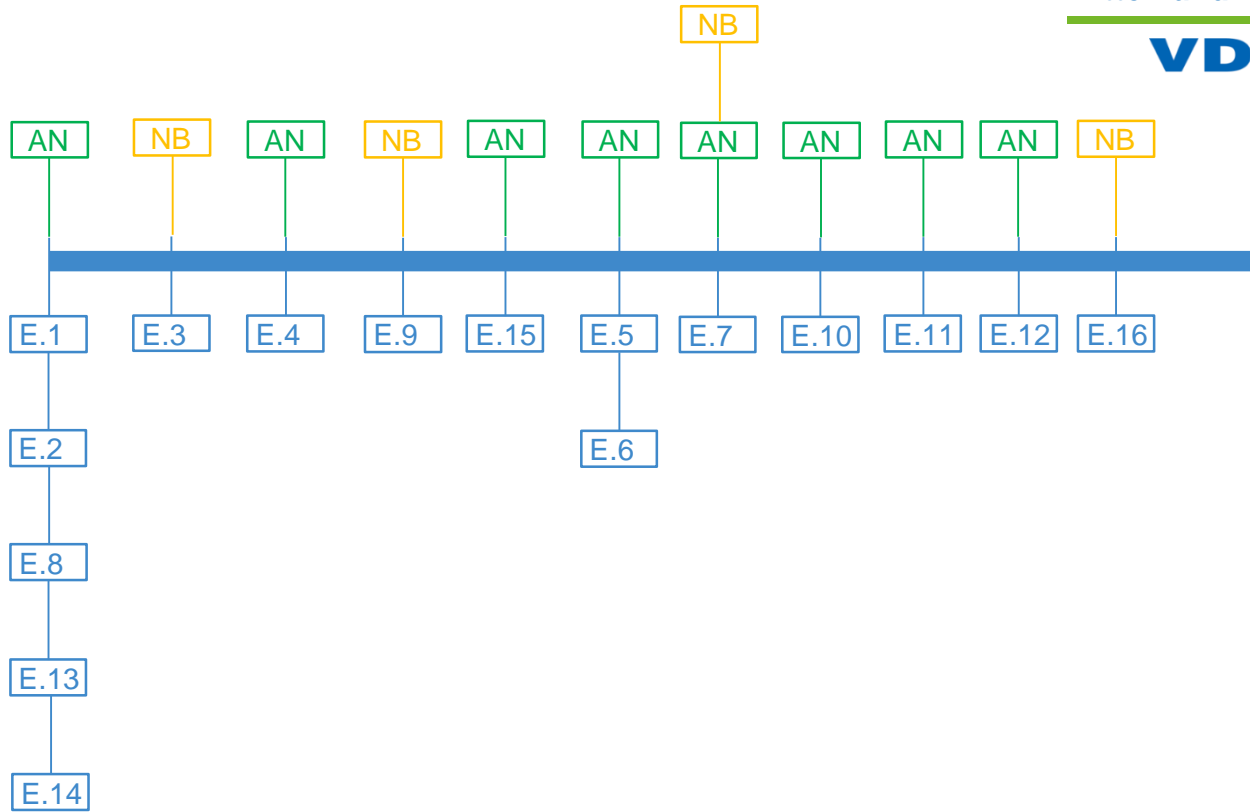 NB
VD
AN NB AN NB AN AN AN AN AN AN NB
E.1 E.3 E.4 E.9 E.15 E.5 E.7 E.10 E.11 E.12 E.16
E.2 E.6
E.8
E.13
E.14